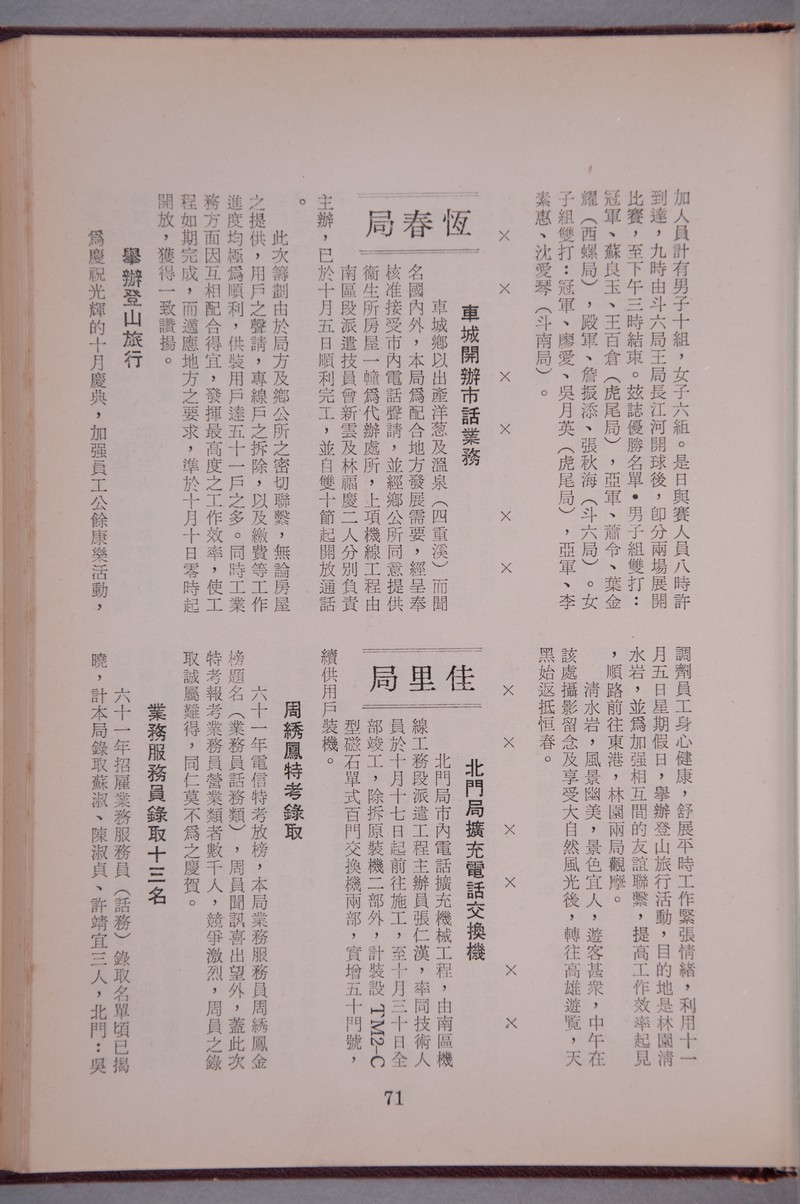 加人員計有男子十組，女子六組。是日與賽人員八時許
到達，九時由斗六局王局長江河開球後，卽分兩場展開
比賽，至下午三時結束。玆誌優勝名單•男子組雙打：
冠軍、蘇良玉、王百倉（虎尾局），亞軍、蕭令、葉金
耀（西螺局），殿軍、詹振添、張秋海（斗六局）。女
子組雙打：冠軍、廖愛、吳月英（虎尾局），亞軍、李
素惠、沈愛琴（斗南局）。
× × × × × ×
恆春局
車城開辦市話業務
車城鄉以出產洋葱及溫泉（四重溪）而聞
名國內外，本局爲配合地方發展需要，經呈奉
核准接受市內電話聲請，並經鄉公所同意提供
衞生所房屋一幢爲代辦處所，上項機線工程由
南區段派遣技員曾新雲及林福慶二人分別負責
主辦，已於十月五日順利完工，並自雙十節起開放通話
。
此次籌劃由於局方及鄉公所之密切聯繫，無論房屋
之提供，用戶之聲請，專線戶之拆除，以及繳費等工作
進度均極爲順利，供裝用戶達五十一戶之多。同時工業
務方面因互相配合得宜，發揮最高度之工作效率，使工
程如期完成，而適應地方之要求，準於十月十日零時起
開放，獲得一致讚揚。
舉辦登山旅行
爲慶祝光輝的十月慶典，加强員工公餘康樂活動，
調劑員工身心健康，舒展平時工作緊張情緒，利用十一
月五日星期假日，舉辦登山旅行活動，目的地是林園淸
水岩，並爲加强相互間的友誼聯繫，提高工作效率起見
，順路前往東港，林園兩局觀摩。
淸水岩，風景幽美，景色宜人，遊客甚衆，中午在
該處攝影留念及享受大自然風光後，轉往高雄遊覽，天
黑始返抵恒春。
× × × × × ×
佳里局
北門局擴充電話交換機
北門局市內電話擴充機械工程，由南區機
線工務段派遣工程主辦員張仁漢，率同技術人
員於十月十七日起前往施工，至十月三十日全
部竣工，除拆原裝機二部外，計裝設 TM2-C
型磁石單式百門交換機兩部，實增五十門號，
續供用戶裝機。
周綉鳳特考錄取
六十一年電信特考放榜，本局業務服務員周綉鳳金
榜題名（業務員話務類），周員聞訊喜出望外，蓋此次
特考報考業務員營業類者數千人，競爭激烈，周員之錄
取誠屬難得，同仁莫不爲之慶賀。
業務服務員錄取十三名
六十一年招雇業務服務員（話務）錄取名單頃已揭
曉，計本局錄取蘇淑、陳淑貞、許靖宜三人，北門：吳
71